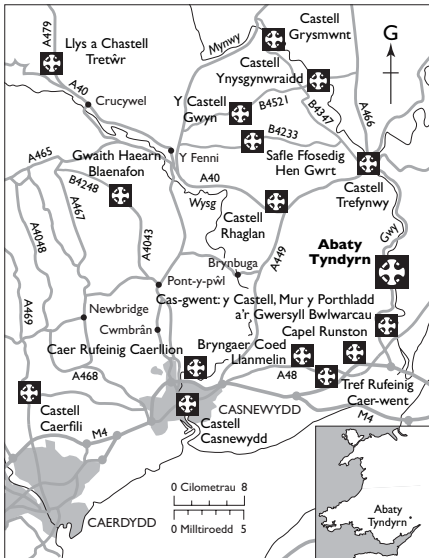 A479
Llys a Chastell
Tretŵr
A40
Crucywel
Mynwy
Castell
Grysmwnt
G
Castell
Ynysgynwraidd
Y Castell
Gwyn
B4521
B4347
A466
B4233
Safle Ffosedig
Hen Gwrt
A465
Y Fenni
Gwaith Haearn
Blaenafon
B4248
A467
A40
Wysg
Castell
Rhaglan
Castell
Trefynwy
A449
Gwy
A4048
A4043
Abaty
Tyndyrn
Brynbuga
Pont-y-pŵl
Cas-gwent: y Castell, Mur y Porthladd
a'r Gwersyll Bwlwarcau
A469
Newbridge
Cwmbrân
Capel Runston
Caer Rufeinig Caerllion
Bryngaer Coed
Llanmelin
A468
A48
Tref Rufeinig
Caer-went
Castell
Caerfili
M4
CASNEWYDD
M4
Castell
Casnewydd
0 Cilometrau 8
0 Milltiroedd 5
CAERDYDD
Abaty
Tyndyrn